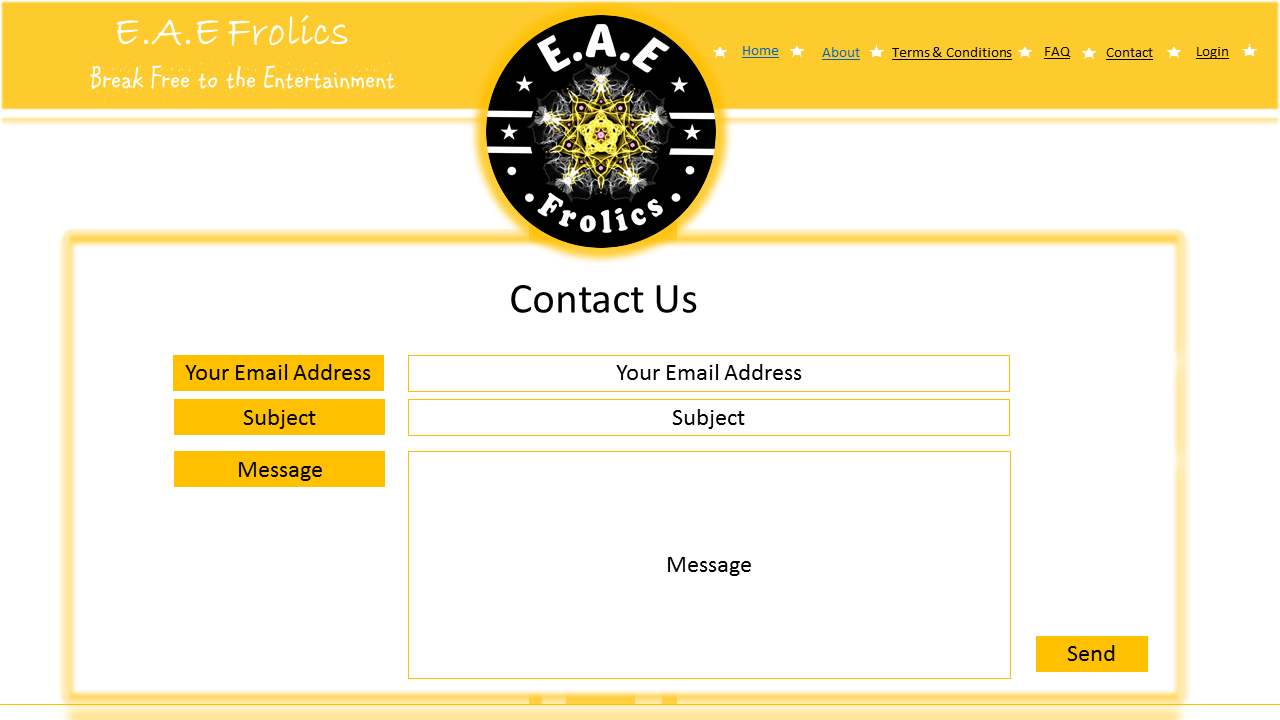 E.A.E Frolics
Break Free to the Entertainment
E.A.E
Frolics
Home About Terms & Conditions FAQ Contact Login
Contact Us
Your Email Address Your Email Address
Subject Subject
Message
Message
Send